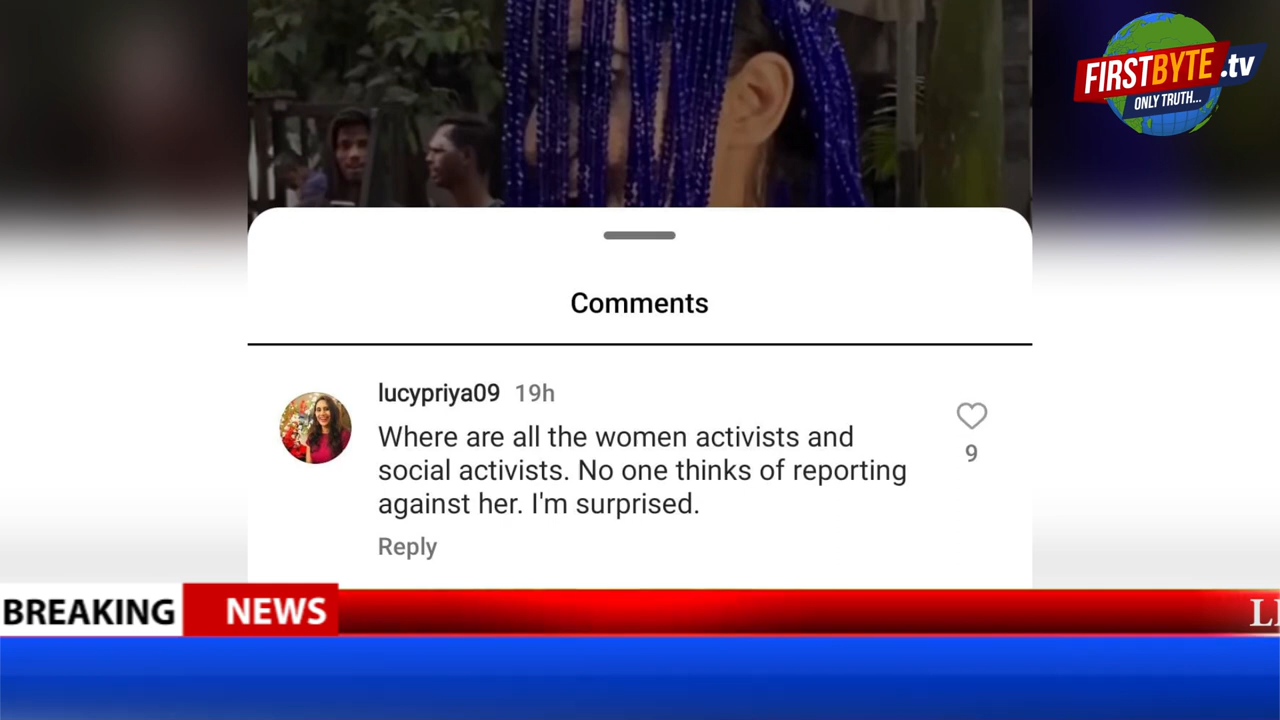 FIRSTBYTE.tv
ONLY TRUTH...
Comments
lucypriya09 19h
Where are all the women activists and
social activists. No one thinks of reporting
against her. I'm surprised.
9
Reply
BREAKING NEWS